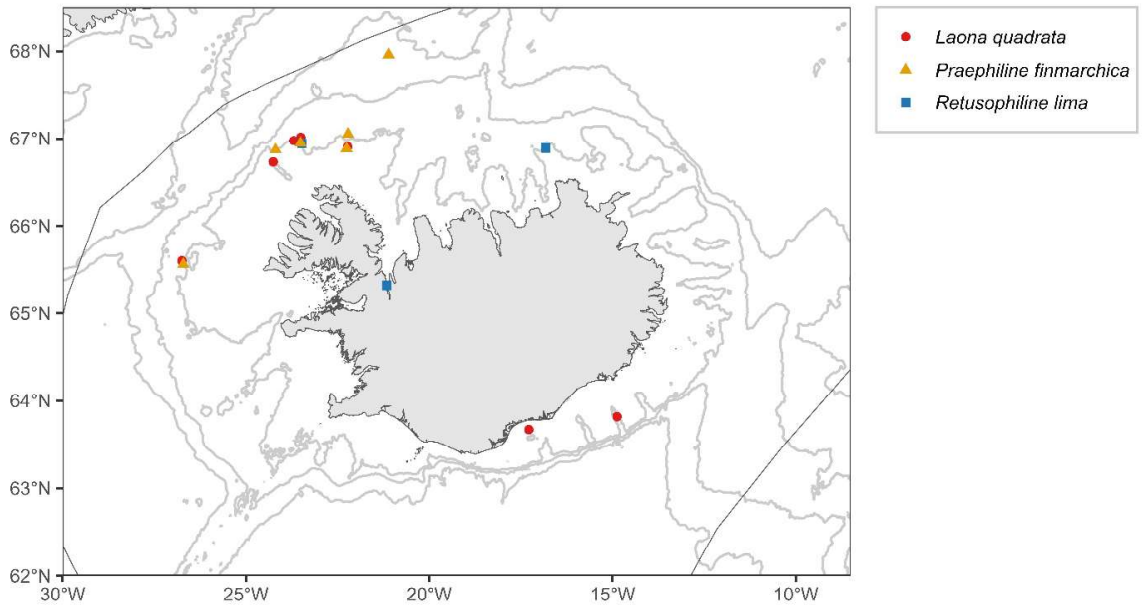 68°N
67°N
66°N
65°N
64°N
63°N
62°N
30°W
25°W
20°W
15°W
10°W
Laona quadrata
Praephiline finmarchica
Retusophiline lima